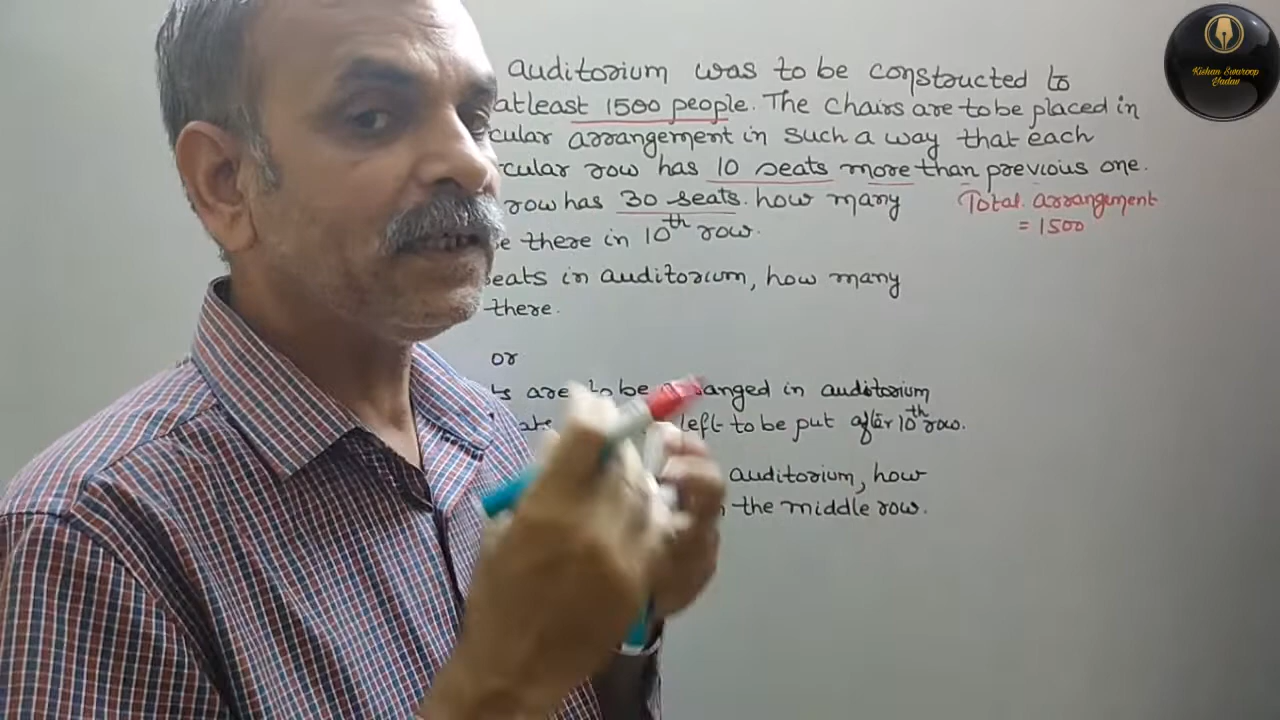 auditorium was to be constructed to
atleast 1500 people. The chairs are to be placed in
cular arrangement in such a way that each
cular row has 10 seats more than previous one.
row has 30 seats. how many
Total arrangement
= 1500
e there in 10th row.
eats in auditorium, how many
there.
or
ts are to be arranged in auditorium
left to be put after 10th row.
auditorium, how
the middle row.
Kishan Swaroop
Yadav